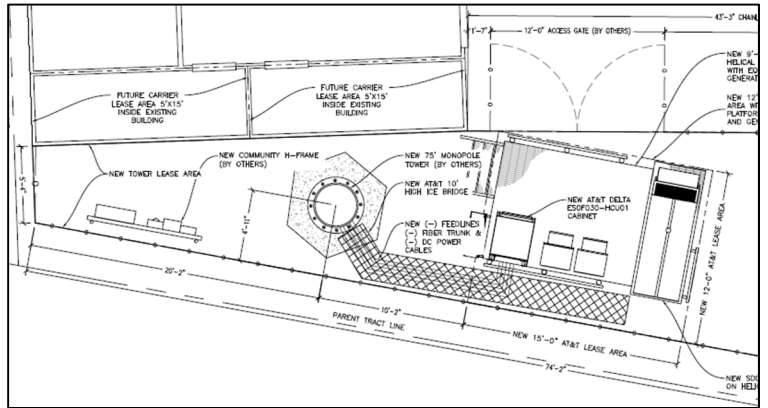 43'-3" CHAIN
1'-7"
12'-0" ACCESS GATE (BY OTHERS)
NEW 9'-
HELICAL
WITH EQ
GENERAT
NEW 12'
AREA WI
PLATFOR
AND GEN
FUTURE CARRIER
LEASE AREA 5'X15'
INSIDE EXISTING
BUILDING
FUTURE CARRIER
LEASE AREA 5'X15'
INSIDE EXISTING
BUILDING
NEW COMMUNITY H-FRAME
(BY OTHERS)
NEW TOWER LEASE AREA
NEW 75' MONOPOLE
TOWER (BY OTHERS)
NEW AT&T 10'
HIGH ICE BRIDGE
NEW (-) FEEDLINES
(-) FIBER TRUNK &
(-) DC POWER
CABLES
NEW AT&T DELTA
ESOF030-HCU01
CABINET
NEW 12'-0" AT&T LEASE AREA
4'-11"
20'-2"
10'-2"
NEW 15'-0" AT&T LEASE AREA
PARENT TRACT LINE
74'-2"
NEW SDC
ON HELI